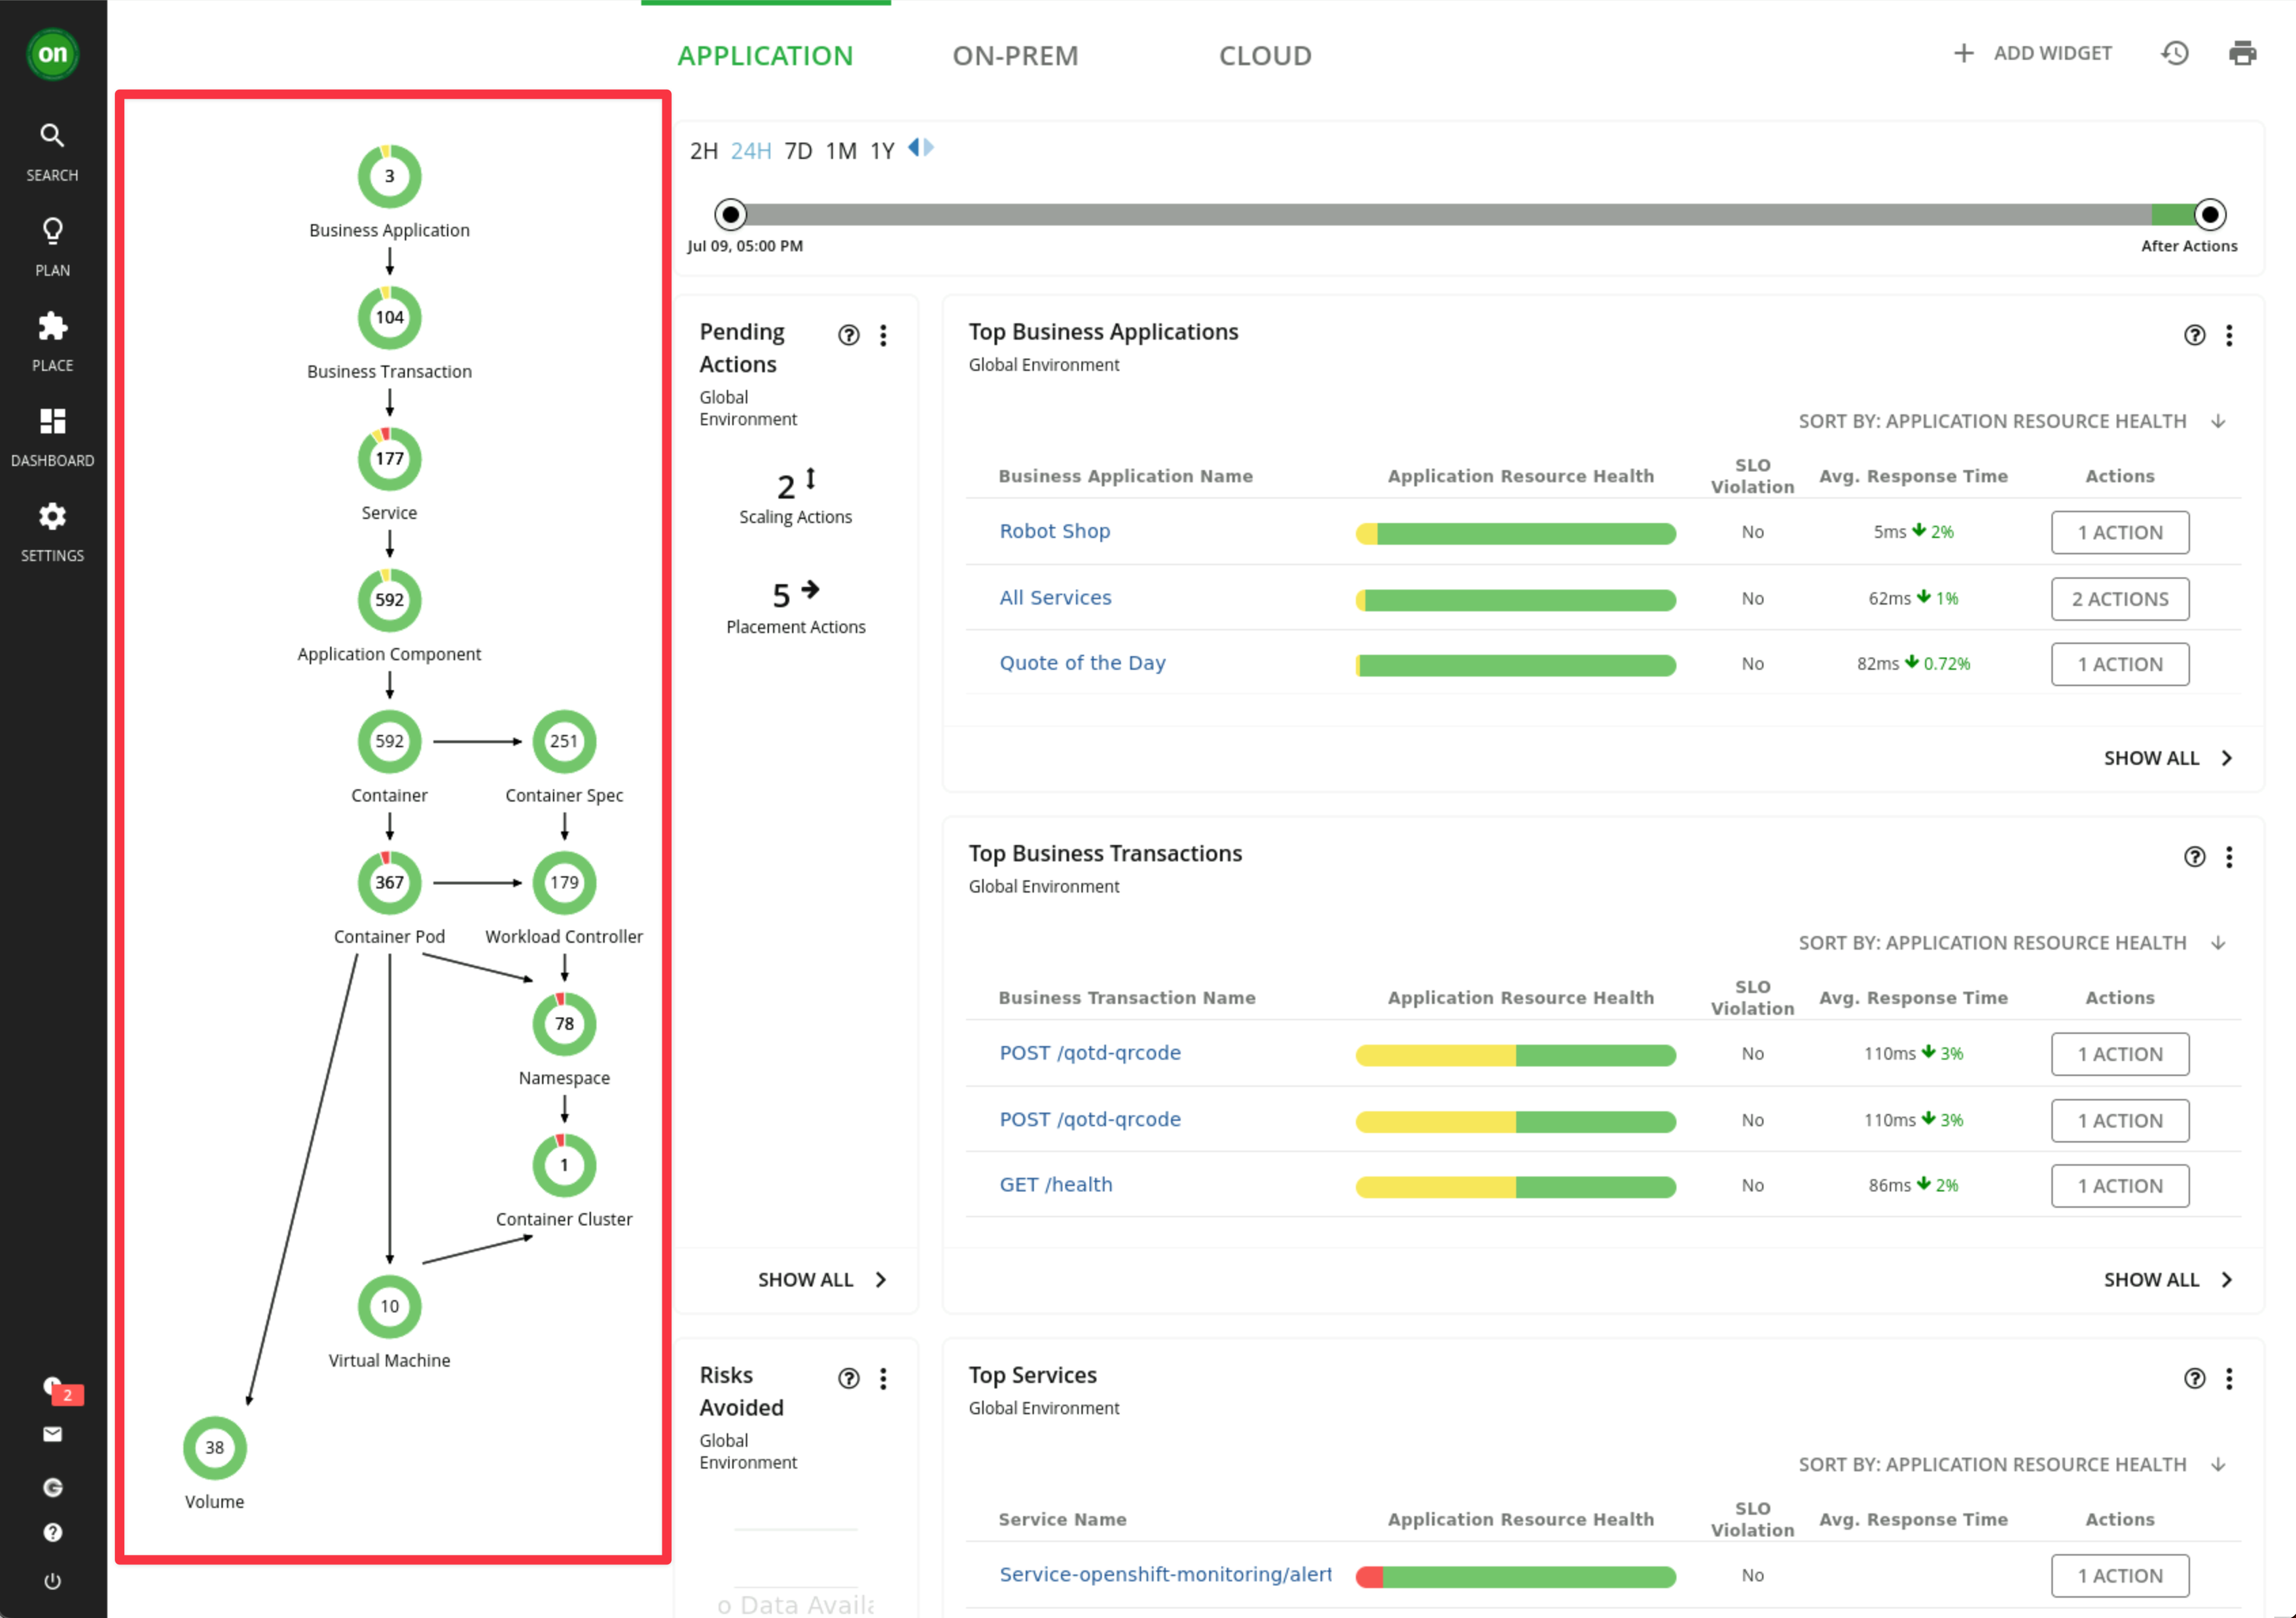 on
SEARCH
PLAN
PLACE
DASHBOARD
SETTINGS
2
APPLICATION
ON-PREM
CLOUD
ADD WIDGET
3
Business Application
104
Business Transaction
177
Service
592
Application Component
592
251
Container
Container Spec
367
179
Container Pod
Workload Controller
78
Namespace
1
Container Cluster
10
Virtual Machine
38
Volume
2H 24H 7D 1M 1Y
Jul 09, 05:00 PM
After Actions
Pending
Actions
Global
Environment
2
Scaling Actions
5
Placement Actions
SHOW ALL
Top Business Applications
Global Environment
SORT BY: APPLICATION RESOURCE HEALTH
Business Application Name Application Resource Health SLO Violation Avg. Response Time Actions
Robot Shop No 5ms 2% 1 ACTION
All Services No 62ms 1% 2 ACTIONS
Quote of the Day No 82ms 0.72% 1 ACTION
SHOW ALL
Top Business Transactions
Global Environment
SORT BY: APPLICATION RESOURCE HEALTH
Business Transaction Name Application Resource Health SLO Violation Avg. Response Time Actions
POST /qotd-qrcode No 110ms 3% 1 ACTION
POST /qotd-qrcode No 110ms 3% 1 ACTION
GET /health No 86ms 2% 1 ACTION
SHOW ALL
Risks
Avoided
Global
Environment
o Data Availa
Top Services
Global Environment
SORT BY: APPLICATION RESOURCE HEALTH
Service Name Application Resource Health SLO Violation Avg. Response Time Actions
Service-openshift-monitoring/alert No 1 ACTION